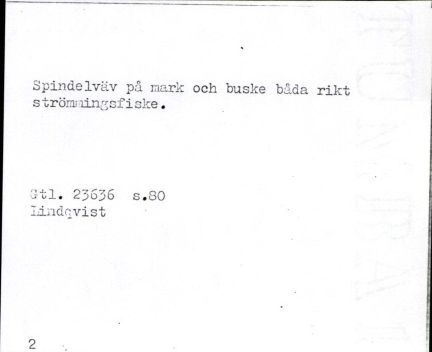 Spindelväv på mark och buske båda rikt
strömmingsfiske.
Gtl. 23636 s.80
Lindqvist
2